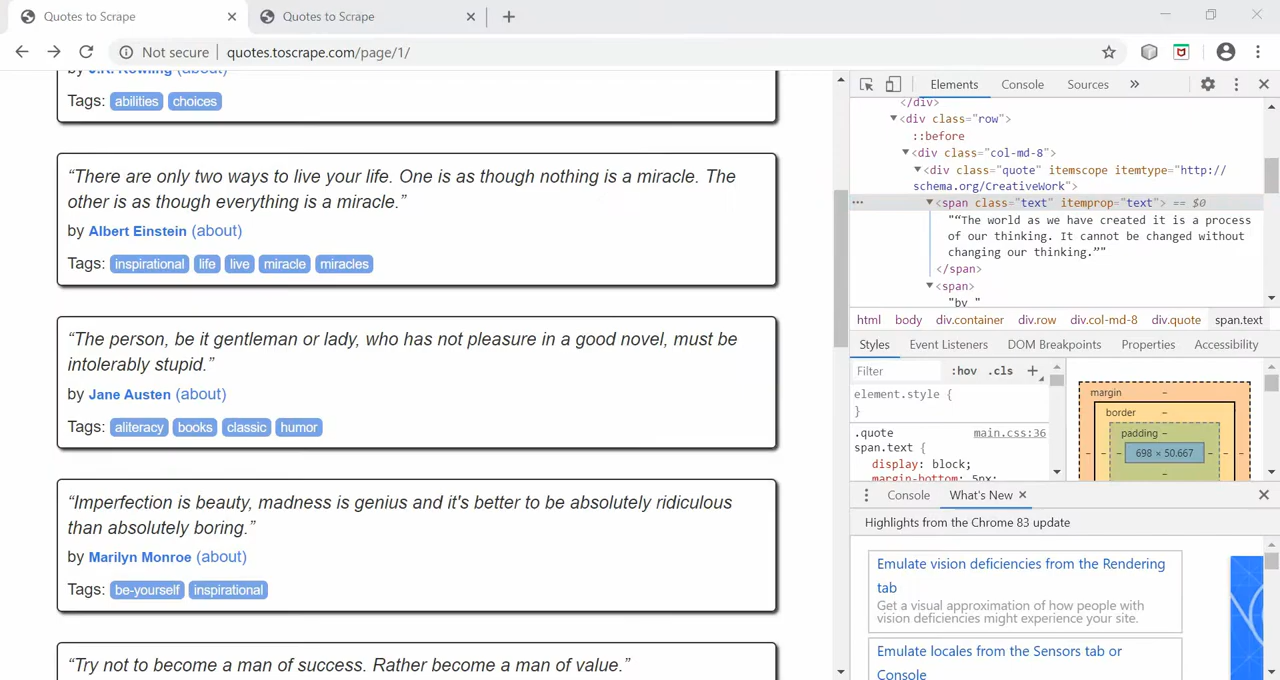 Quotes to Scrape
Quotes to Scrape
Not secure
quotes.toscrape.com/page/1/
by J.K. Rowling (about)
Tags: abilities choices
“There are only two ways to live your life. One is as though nothing is a miracle. The
other is as though everything is a miracle.”
by Albert Einstein (about)
Tags: inspirational life live miracle miracles
“The person, be it gentleman or lady, who has not pleasure in a good novel, must be
intolerably stupid.”
by Jane Austen (about)
Tags: aliteracy books classic humor
“Imperfection is beauty, madness is genius and it's better to be absolutely ridiculous
than absolutely boring.”
by Marilyn Monroe (about)
Tags: be-yourself inspirational
“Try not to become a man of success. Rather become a man of value.”
Elements Console Sources »
</div>
<div class="row">
::before
<div class="col-md-8">
<div class="quote" itemscope itemtype="http://
schema.org/CreativeWork">
<span class="text" itemprop="text"> == $0
"“The world as we have created it is a process
of our thinking. It cannot be changed without
changing our thinking.”"
</span>
<span>
"by "
html body div.container div.row div.col-md-8 div.quote span.text
Styles Event Listeners DOM Breakpoints Properties Accessibility
Filter :hov .cls +
element.style {
}
.quote main.css:36
span.text {
display: block;
margin-bottom: 5px;
margin –
border –
padding –
– – – 698 × 50.667 – – –
–
Console What's New ×
Highlights from the Chrome 83 update
Emulate vision deficiencies from the Rendering
tab
Get a visual approximation of how people with
vision deficiencies might experience your site.
Emulate locales from the Sensors tab or
Console